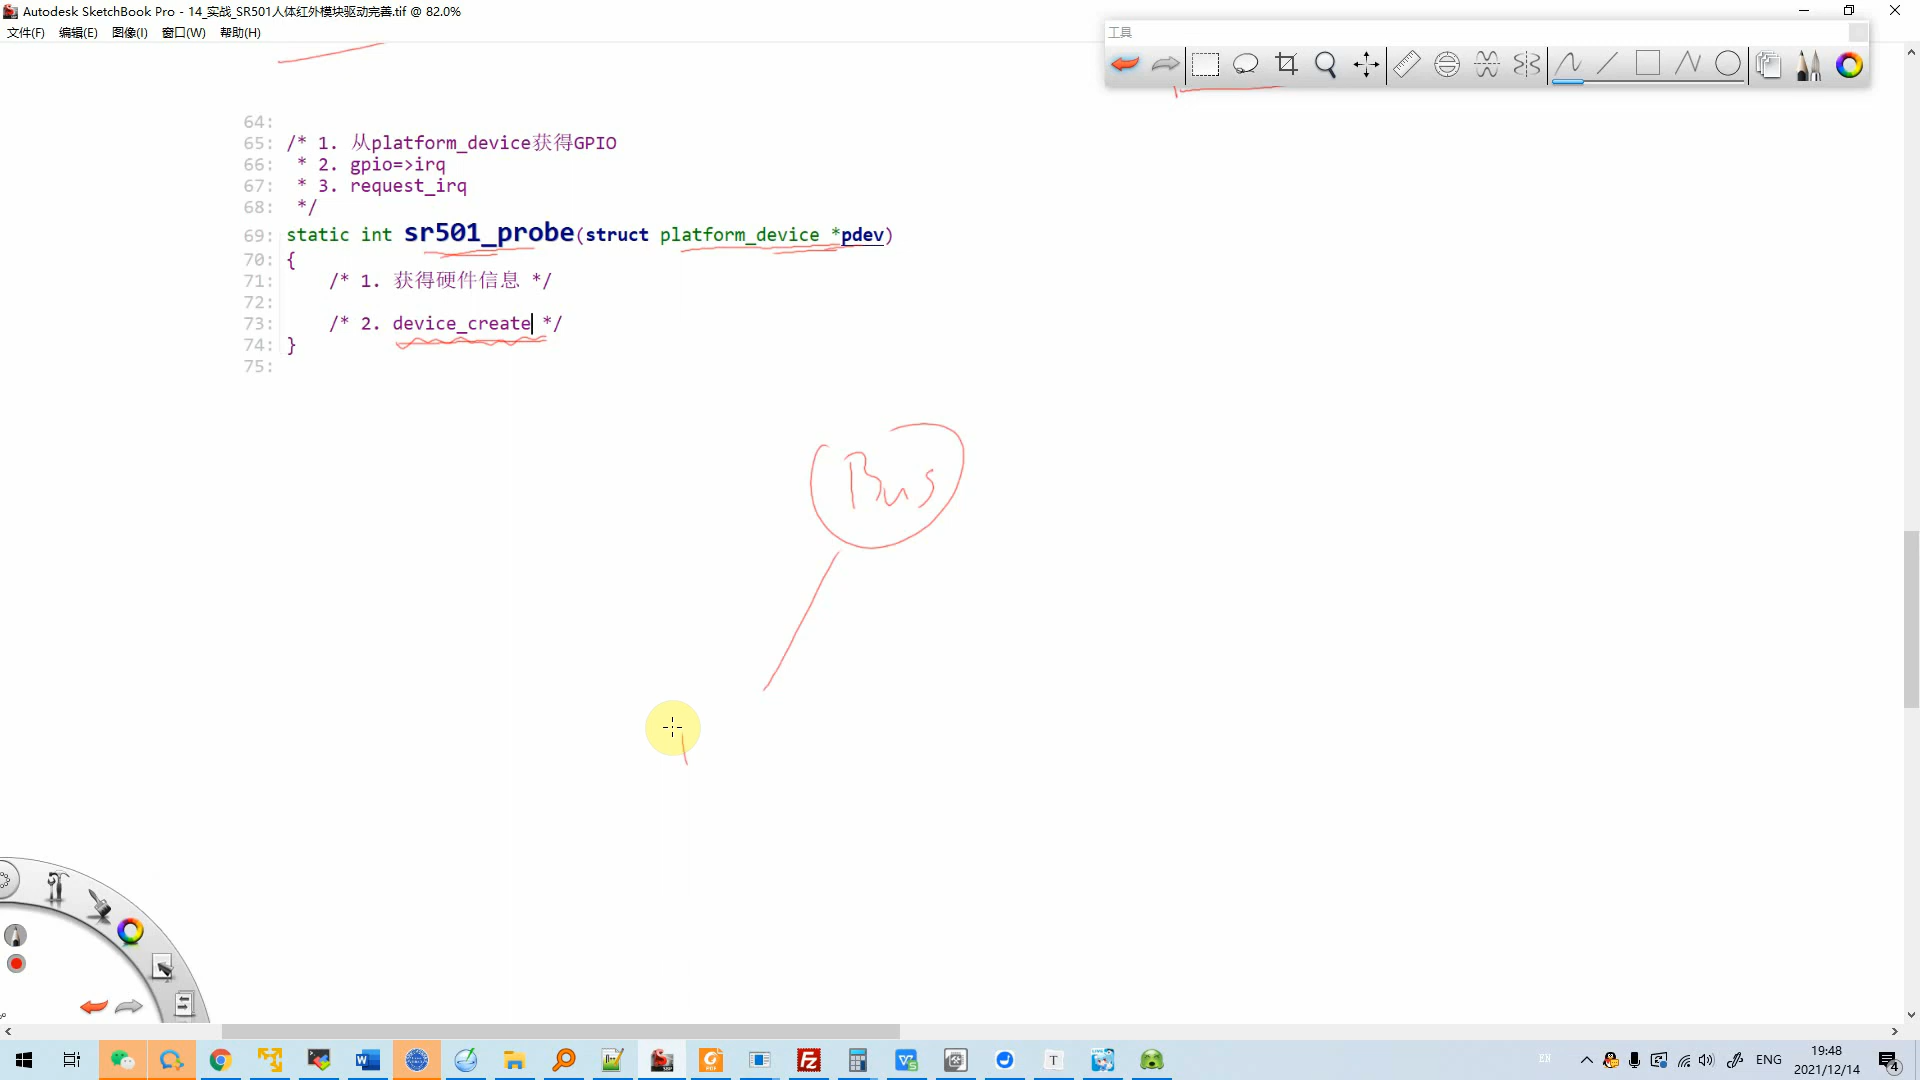 Autodesk SketchBook Pro - 14_实战_SR501人体红外模块驱动完善.tif @ 82.0%
文件(F) 编辑(E) 图像(I) 窗口(W) 帮助(H)
工具
64:
65: /* 1. 从platform_device获得GPIO
66: * 2. gpio=>irq
67: * 3. request_irq
68: */
69: static int sr501_probe(struct platform_device *pdev)
70: {
71: /* 1. 获得硬件信息 */
72:
73: /* 2. device_create */
74: }
75:
Bus
EN
ENG
19:48
2021/12/14
4